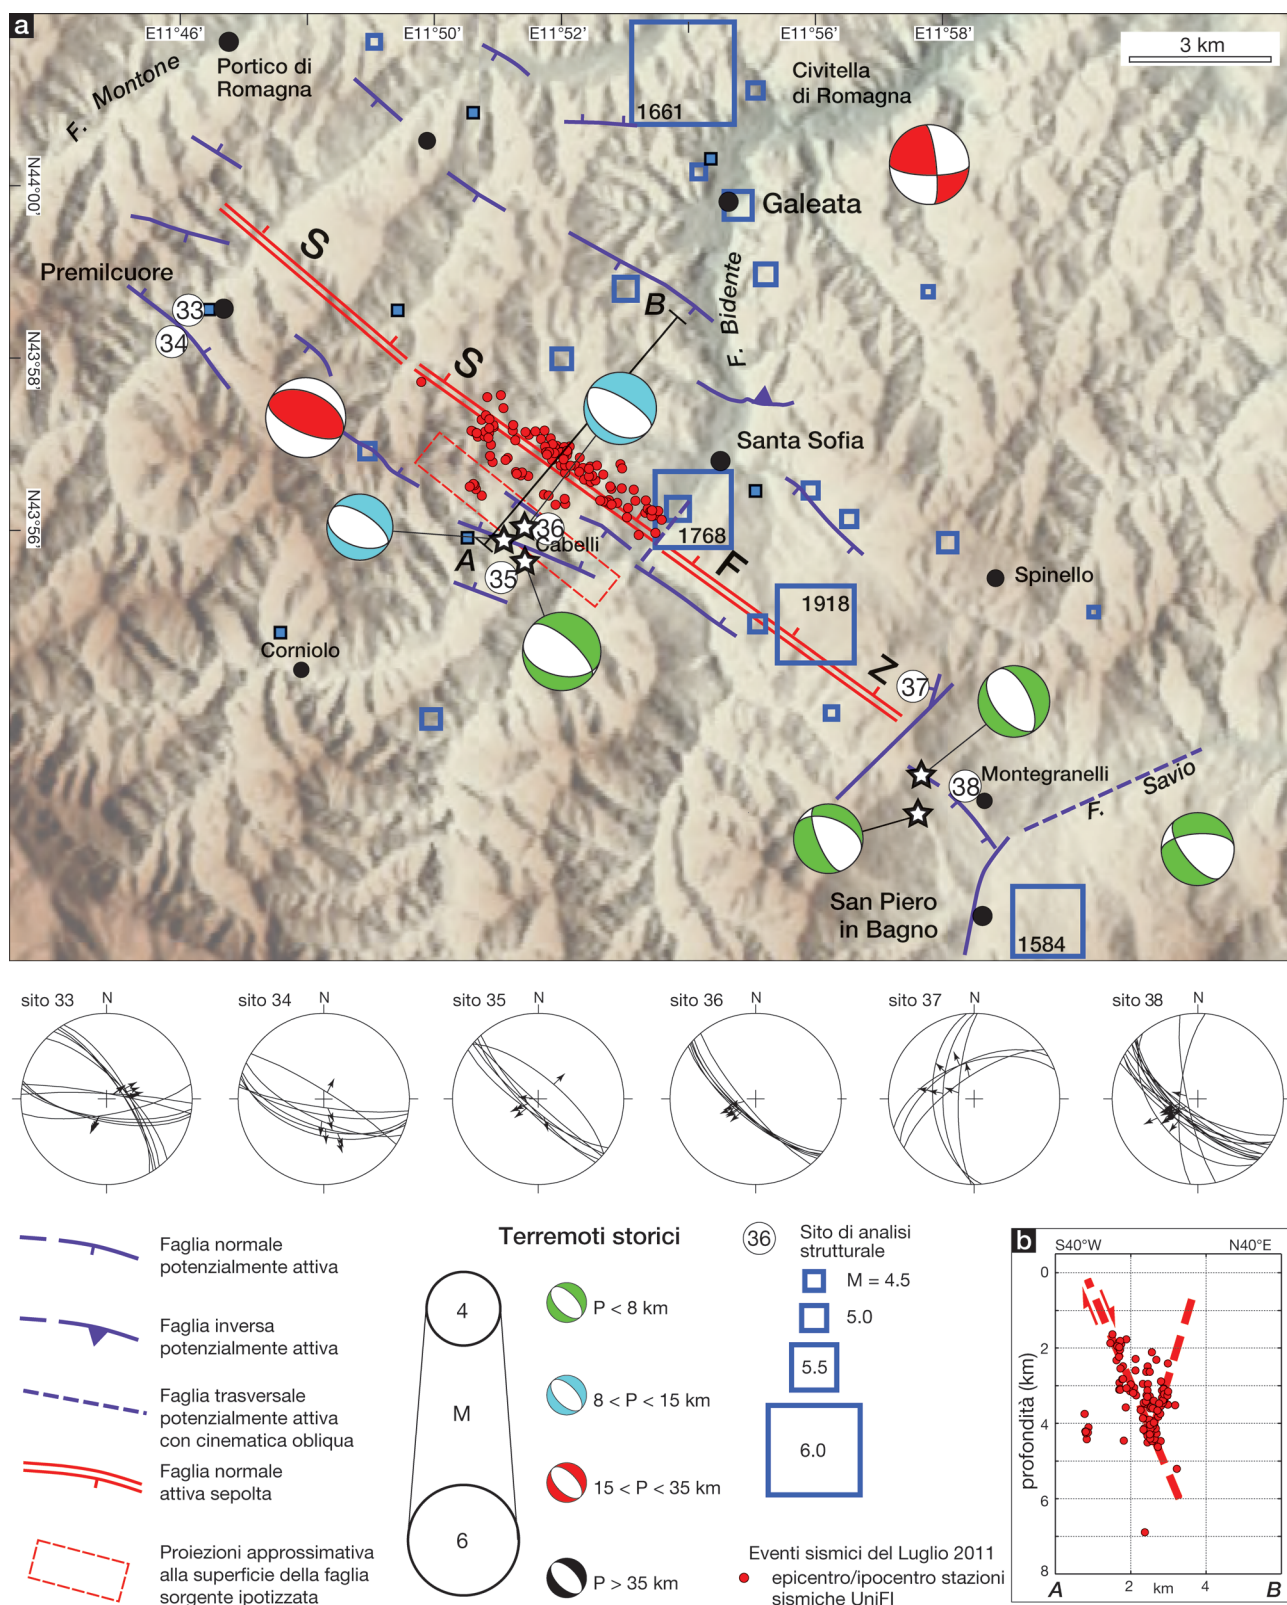 a
E11°46'
E11°50'
E11°52'
E11°56'
E11°58'
3 km
F. Montone
Portico di
Romagna
1661
Civitella
di Romagna
N44°00'
Galeata
S
Premilcuore
33
34
B
F. Bidente
N43°58'
S
Santa Sofia
N43°56'
36
Cabelli
A
35
1768
F
Spinello
1918
Corniolo
Z
37
38
Montegranelli
F. Savio
San Piero
in Bagno
1584
sito 33
N
sito 34
N
sito 35
N
sito 36
N
sito 37
N
sito 38
N
Faglia normale
potenzialmente attiva
Faglia inversa
potenzialmente attiva
Faglia trasversale
potenzialmente attiva
con cinematica obliqua
Faglia normale
attiva sepolta
Proiezioni approssimativa
alla superficie della faglia
sorgente ipotizzata
Terremoti storici
4
M
6
P < 8 km
8 < P < 15 km
15 < P < 35 km
P > 35 km
36
Sito di analisi
strutturale
M = 4.5
5.0
5.5
6.0
Eventi sismici del Luglio 2011
epicentro/ipocentro stazioni
sismiche UniFI
b
S40°W
N40°E
0
2
4
6
8
profondità (km)
A
2
km
4
B